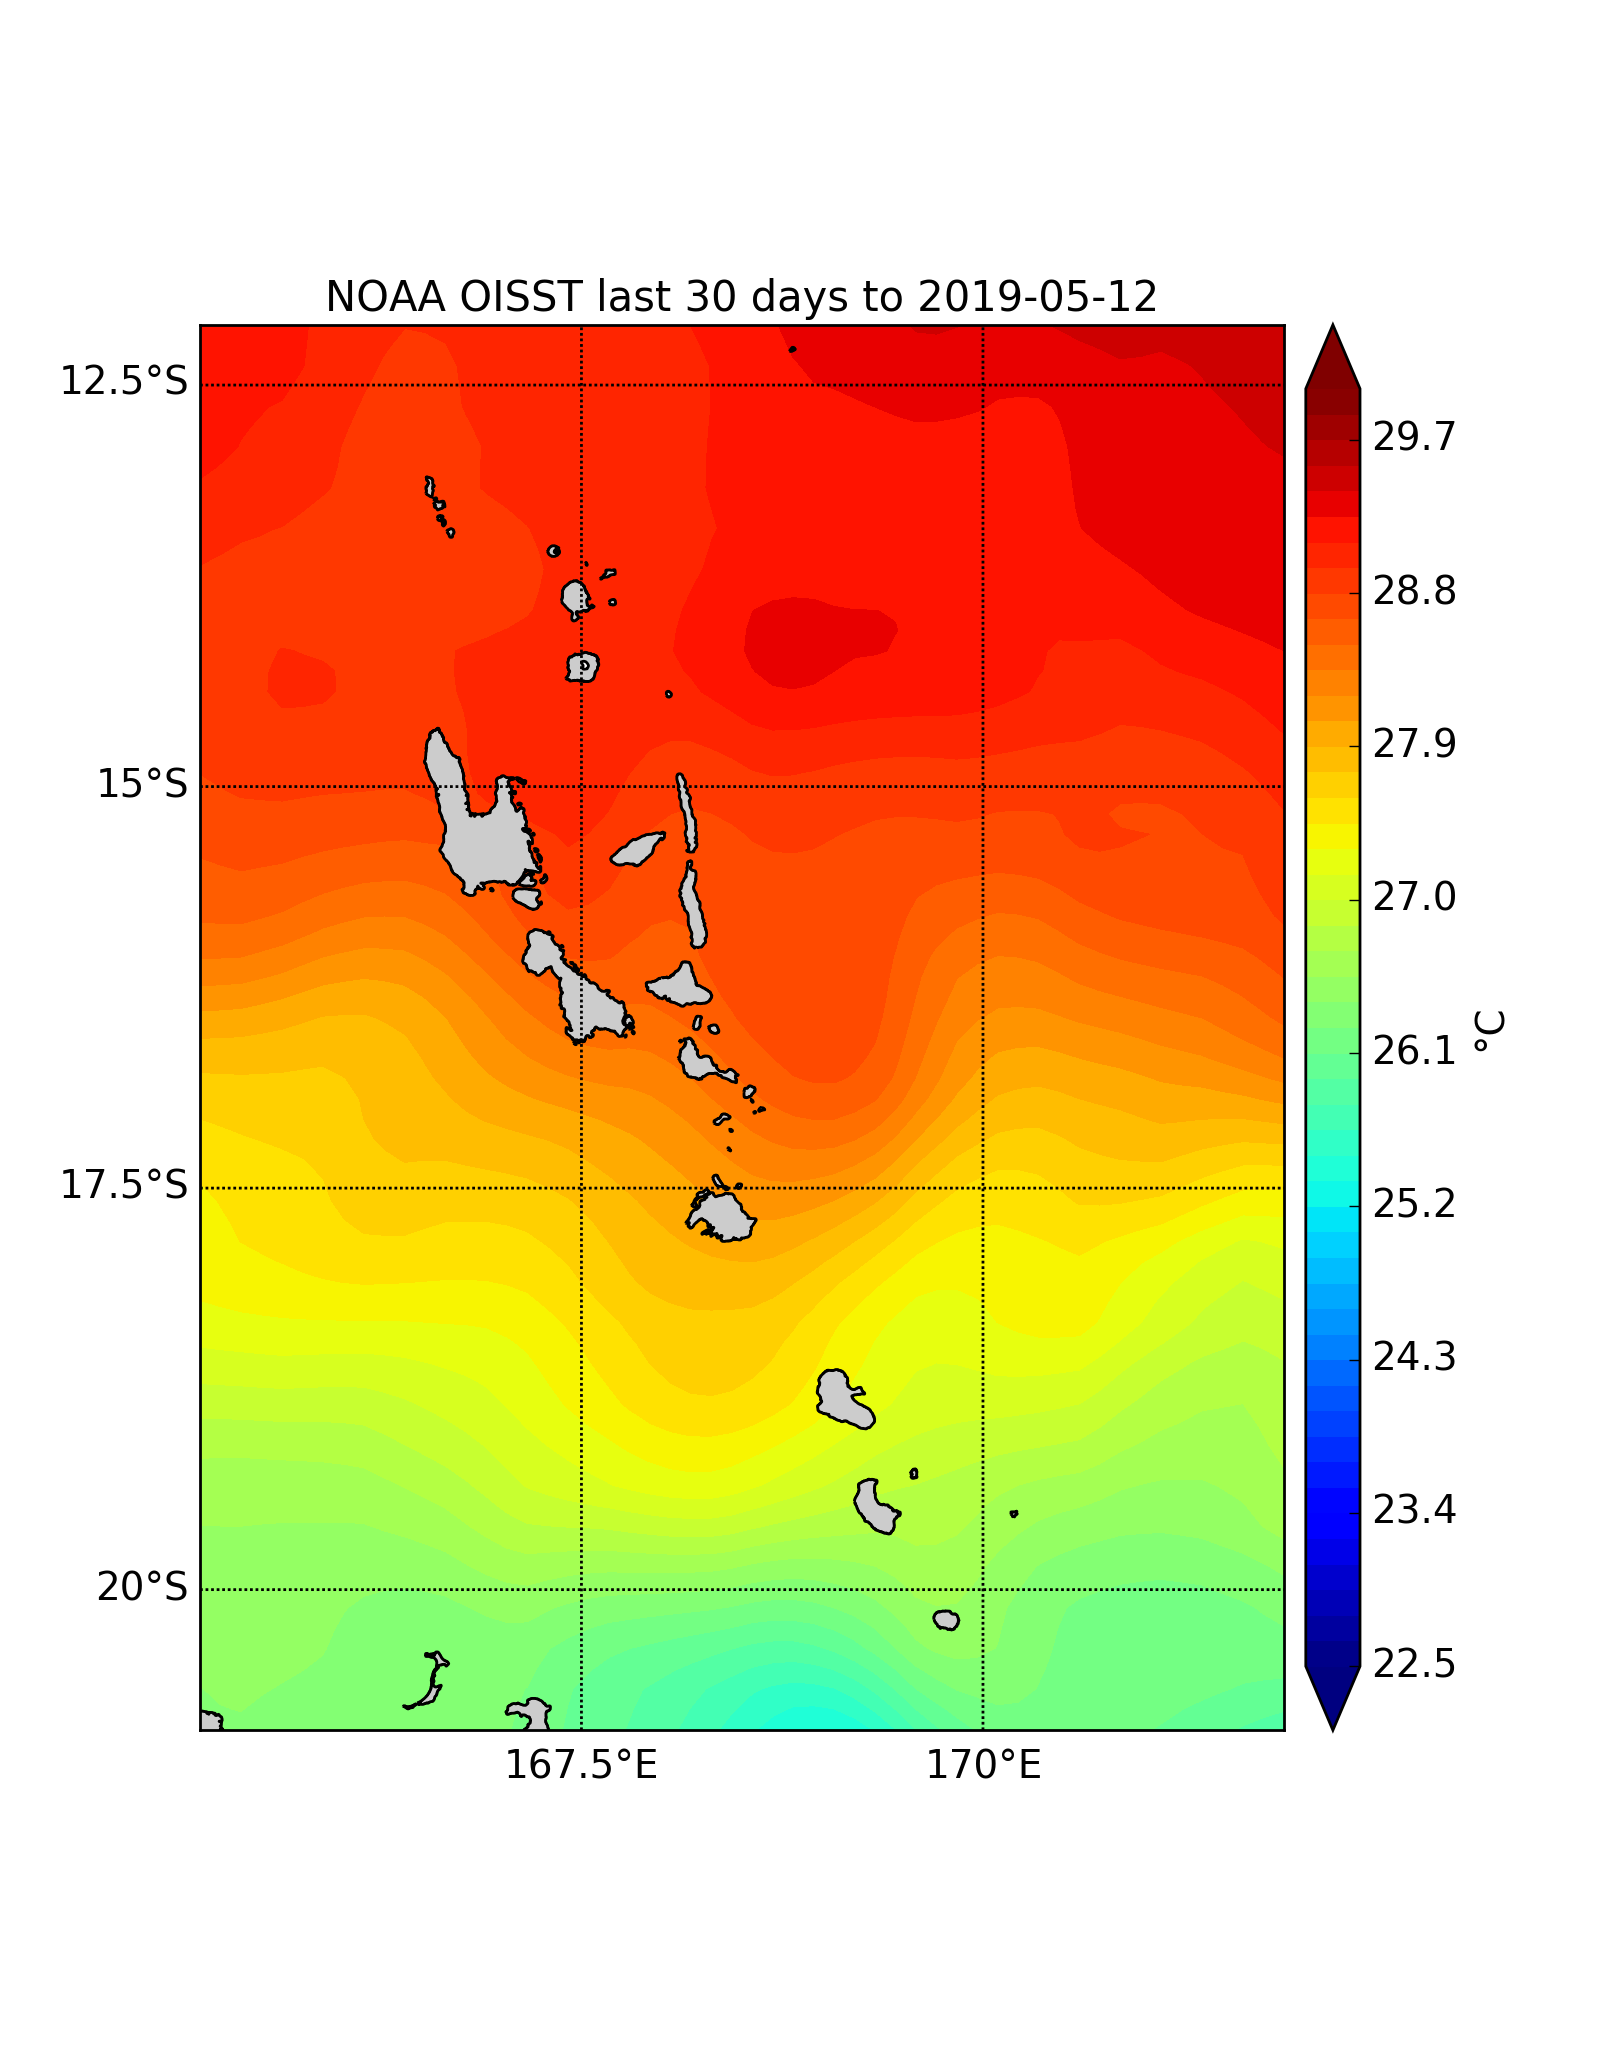 NOAA OISST last 30 days to 2019-05-12
12.5°S
15°S
17.5°S
20°S
167.5°E
170°E
29.7
28.8
27.9
27.0
26.1
25.2
24.3
23.4
22.5
°C